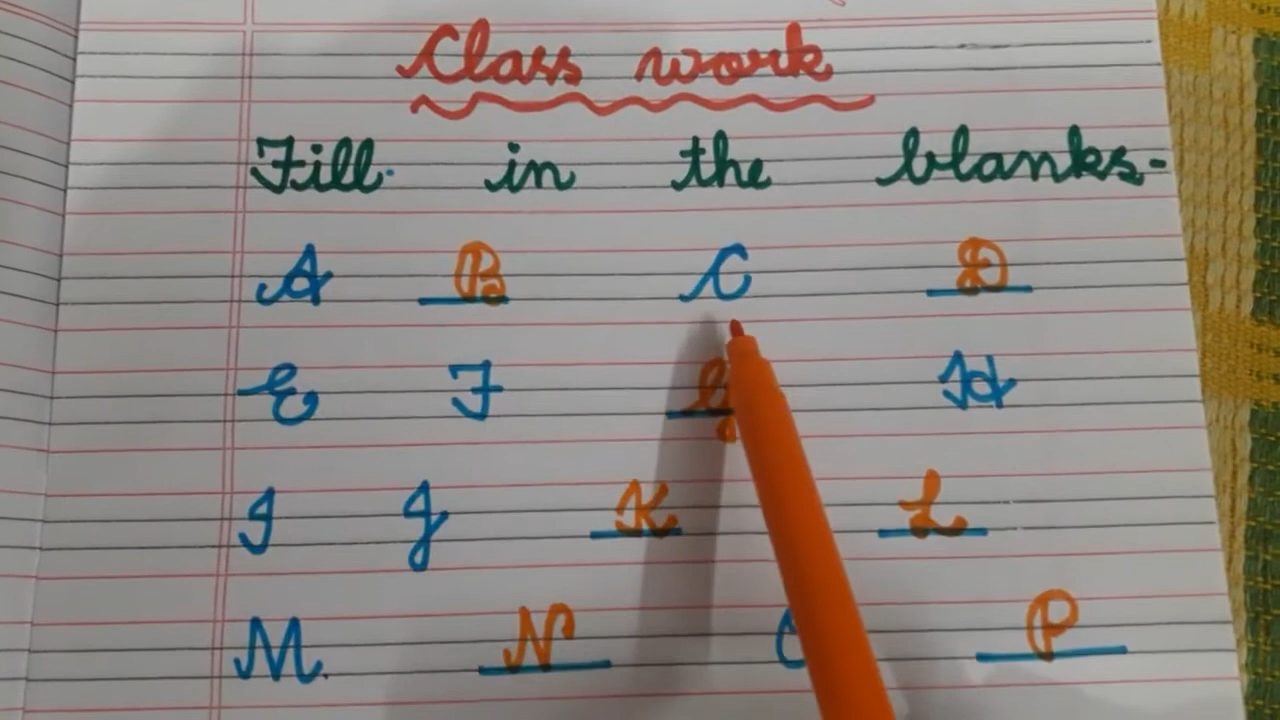 Class work
Fill in the blanks-
A B C D
E F G H
I J K L
M. N O P